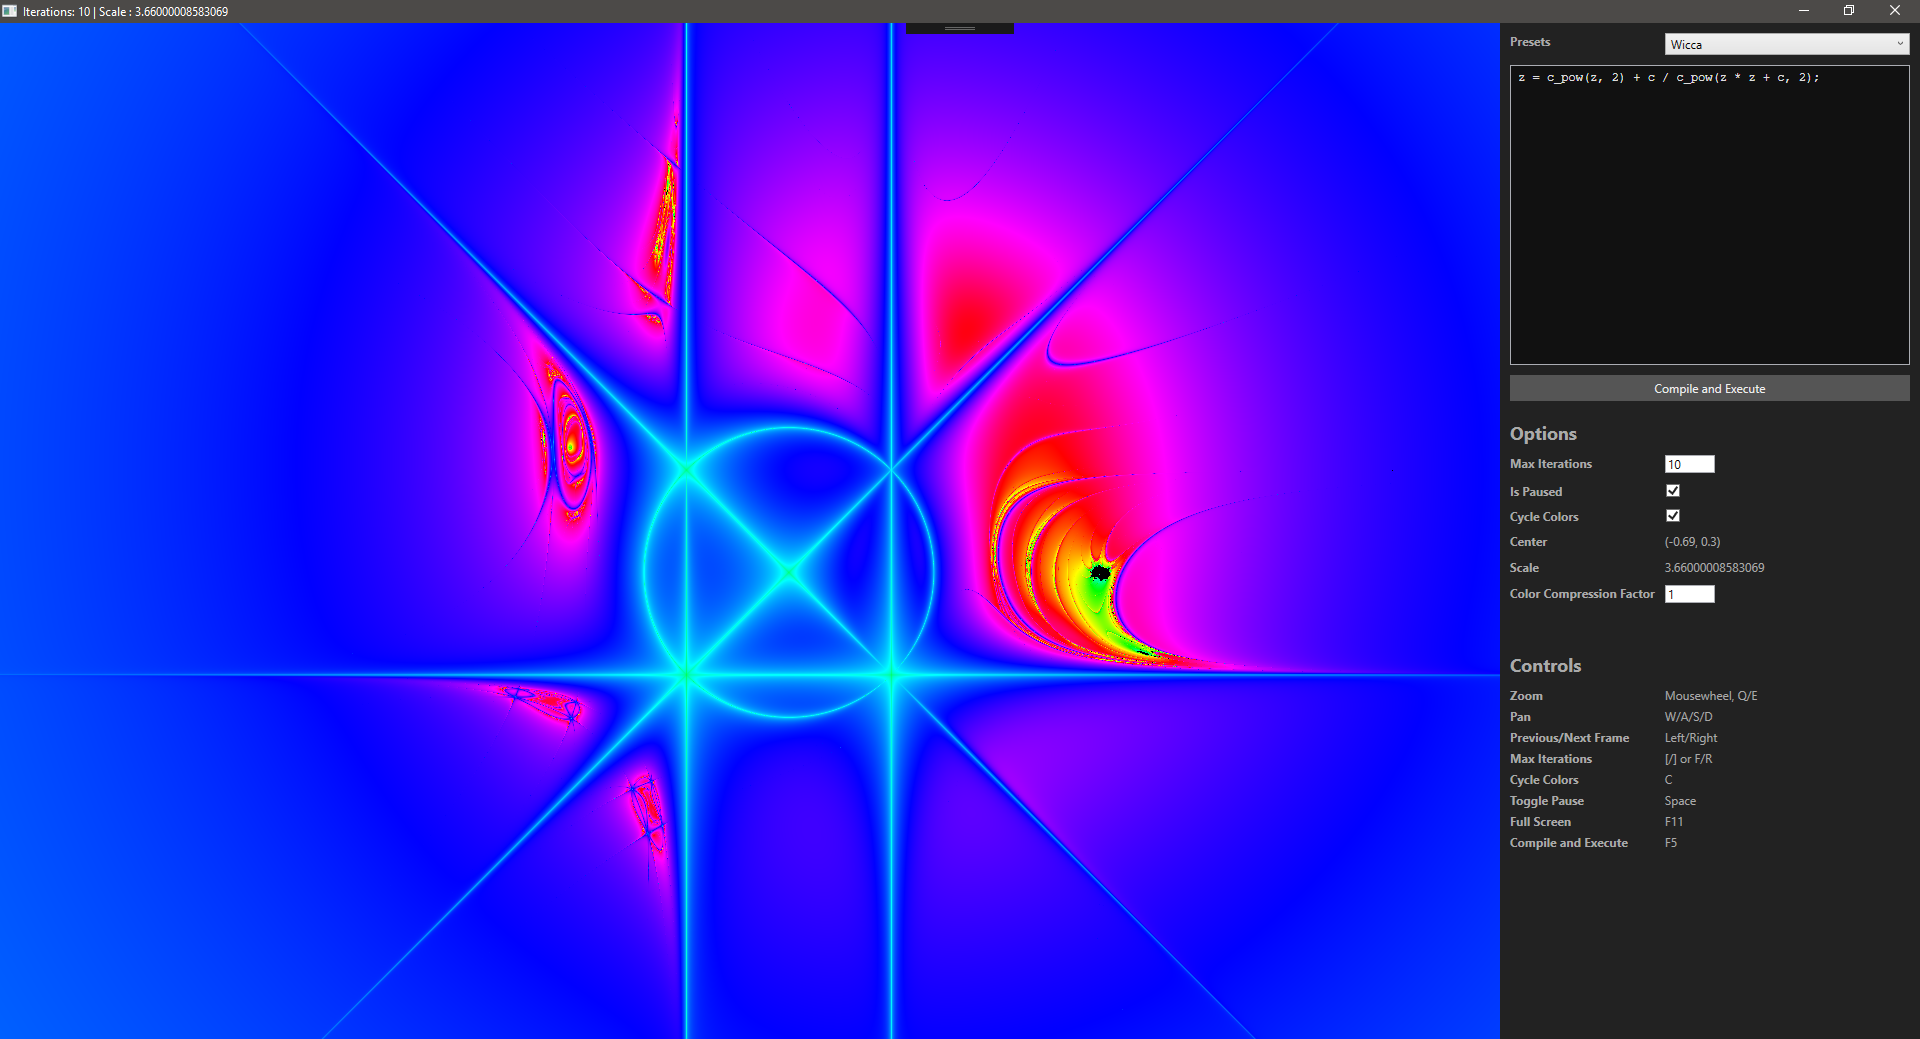 Iterations: 10 | Scale : 3.66000008583069
Presets Wicca
z = c_pow(z, 2) + c / c_pow(z * z + c, 2);
Compile and Execute
Options
Max Iterations 10
Is Paused
Cycle Colors
Center (-0.69, 0.3)
Scale 3.66000008583069
Color Compression Factor 1
Controls
Zoom Mousewheel, Q/E
Pan W/A/S/D
Previous/Next Frame Left/Right
Max Iterations [/] or F/R
Cycle Colors C
Toggle Pause Space
Full Screen F11
Compile and Execute F5